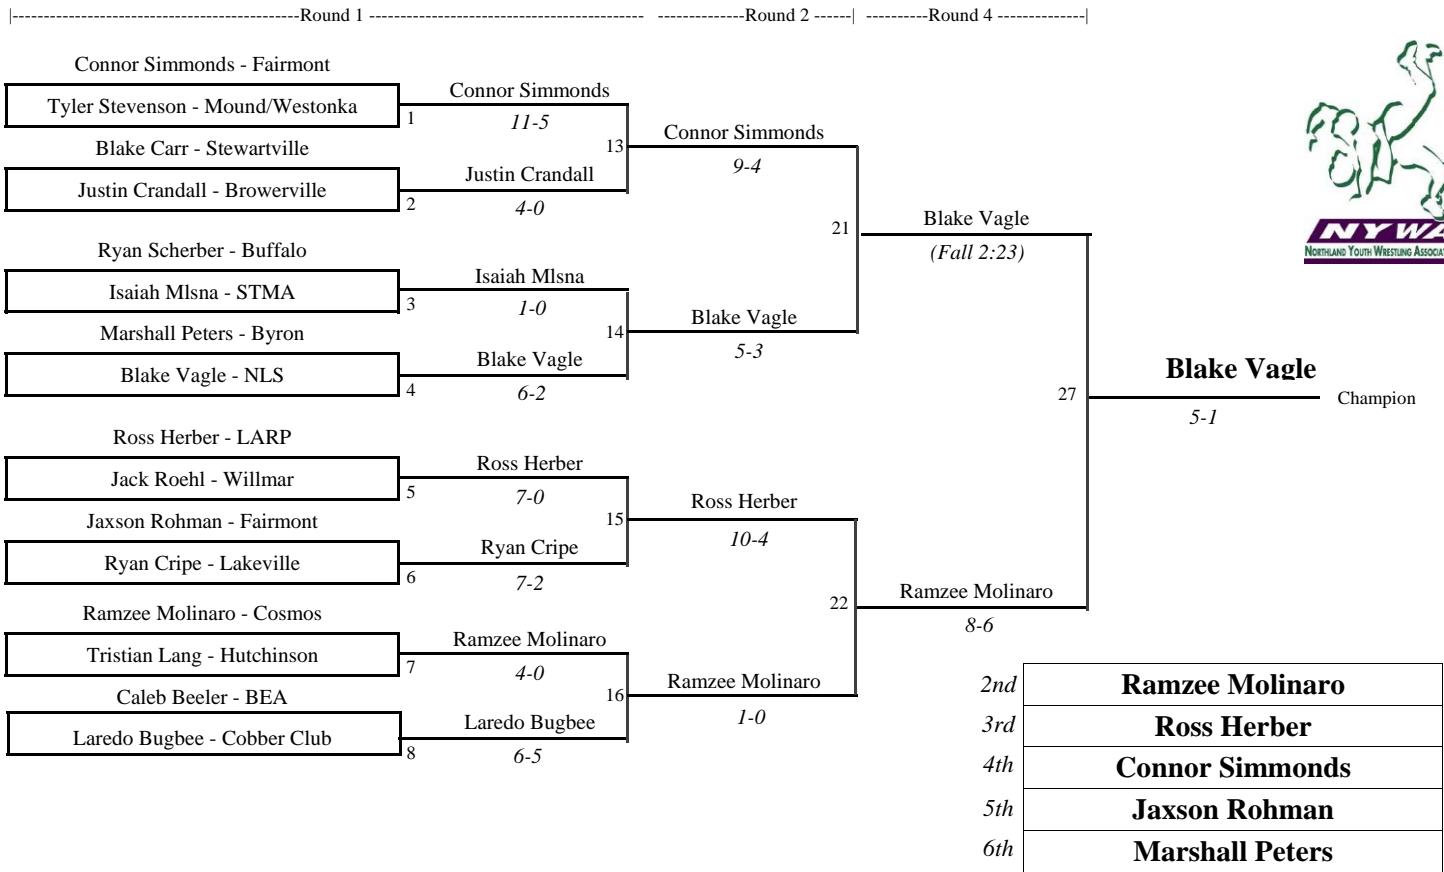 |--------------------------------------------Round 1 ------------------------------------------  --------------Round 2 ------|  ----------Round 4 --------------|
Connor Simmonds - Fairmont
Tyler Stevenson - Mound/Westonka
1
Blake Carr - Stewartville
Justin Crandall - Browerville
2
Ryan Scherber - Buffalo
Isaiah Mlsna - STMA
3
Marshall Peters - Byron
Blake Vagle - NLS
4
Ross Herber - LARP
Jack Roehl - Willmar
5
Jaxson Rohman - Fairmont
Ryan Cripe - Lakeville
6
Ramzee Molinaro - Cosmos
Tristian Lang - Hutchinson
7
Caleb Beeler - BEA
Laredo Bugbee - Cobber Club
8
Connor Simmonds
11-5
13
Justin Crandall
4-0
Isaiah Mlsna
1-0
14
Blake Vagle
6-2
Ross Herber
7-0
15
Ryan Cripe
7-2
Ramzee Molinaro
4-0
16
Laredo Bugbee
6-5
Connor Simmonds
9-4
21
Blake Vagle
5-3
Ross Herber
10-4
22
Ramzee Molinaro
1-0
Blake Vagle
(Fall 2:23)
27
Ramzee Molinaro
8-6
Blake Vagle
Champion
5-1
NYWA
NORTHLAND YOUTH WRESTLING ASSOCIAT
2nd Ramzee Molinaro
3rd Ross Herber
4th Connor Simmonds
5th Jaxson Rohman
6th Marshall Peters